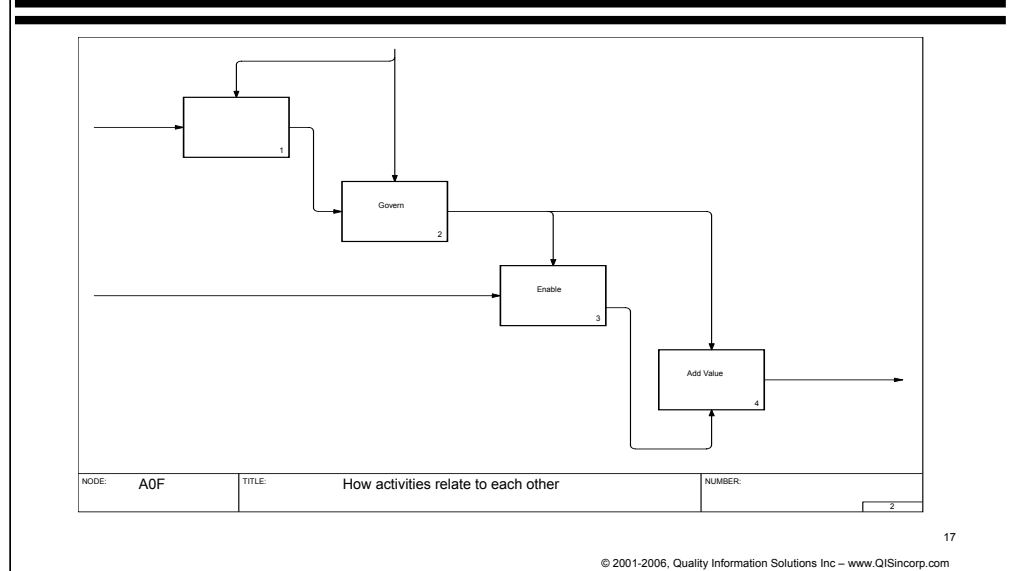 1
Govern
2
Enable
3
Add Value
4
NODE: A0F TITLE: How activities relate to each other NUMBER:
2
17
© 2001-2006, Quality Information Solutions Inc – www.QISincorp.com